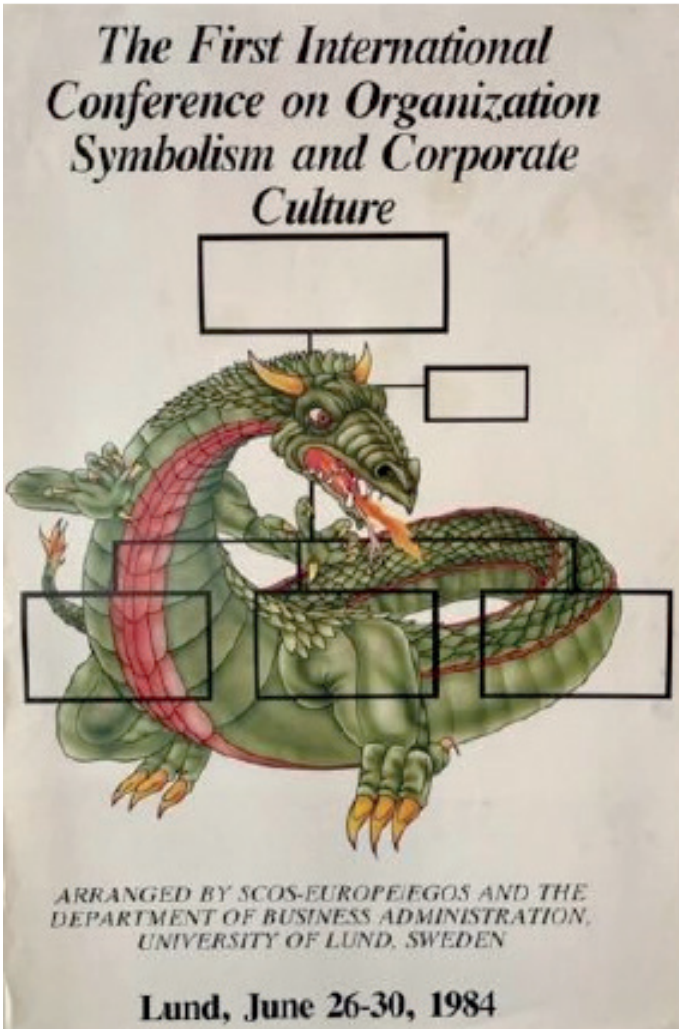 The First International
Conference on Organization
Symbolism and Corporate
Culture
ARRANGED BY SCOS-EUROPE/EGOS AND THE
DEPARTMENT OF BUSINESS ADMINISTRATION,
UNIVERSITY OF LUND, SWEDEN
Lund, June 26-30, 1984